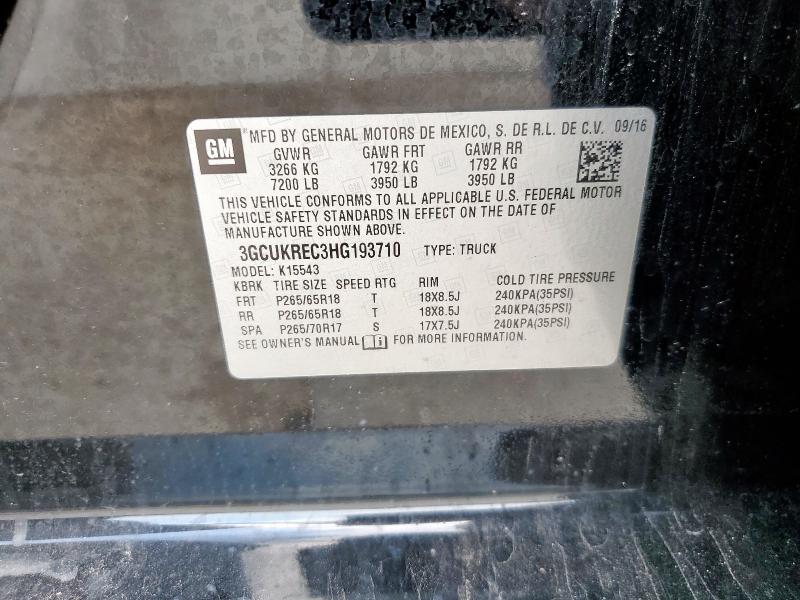 GM ® MFD BY GENERAL MOTORS DE MEXICO, S. DE R.L. DE C.V. 09/16
GVWR GAWR FRT GAWR RR
3266 KG 1792 KG 1792 KG
7200 LB 3950 LB 3950 LB
THIS VEHICLE CONFORMS TO ALL APPLICABLE U.S. FEDERAL MOTOR
VEHICLE SAFETY STANDARDS IN EFFECT ON THE DATE OF
MANUFACTURE SHOWN ABOVE.
3GCUKREC3HG193710 TYPE: TRUCK
MODEL: K15543
KBRK TIRE SIZE SPEED RTG RIM COLD TIRE PRESSURE
FRT P265/65R18 T 18X8.5J 240KPA(35PSI)
RR P265/65R18 T 18X8.5J 240KPA(35PSI)
SPA P265/70R17 S 17X7.5J 240KPA(35PSI)
SEE OWNER'S MANUAL i FOR MORE INFORMATION.